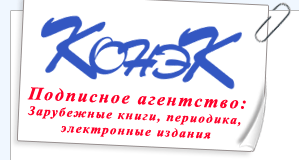 КОНЭК
Подписное агентство:
Зарубежные книги, периодика,
электронные издания